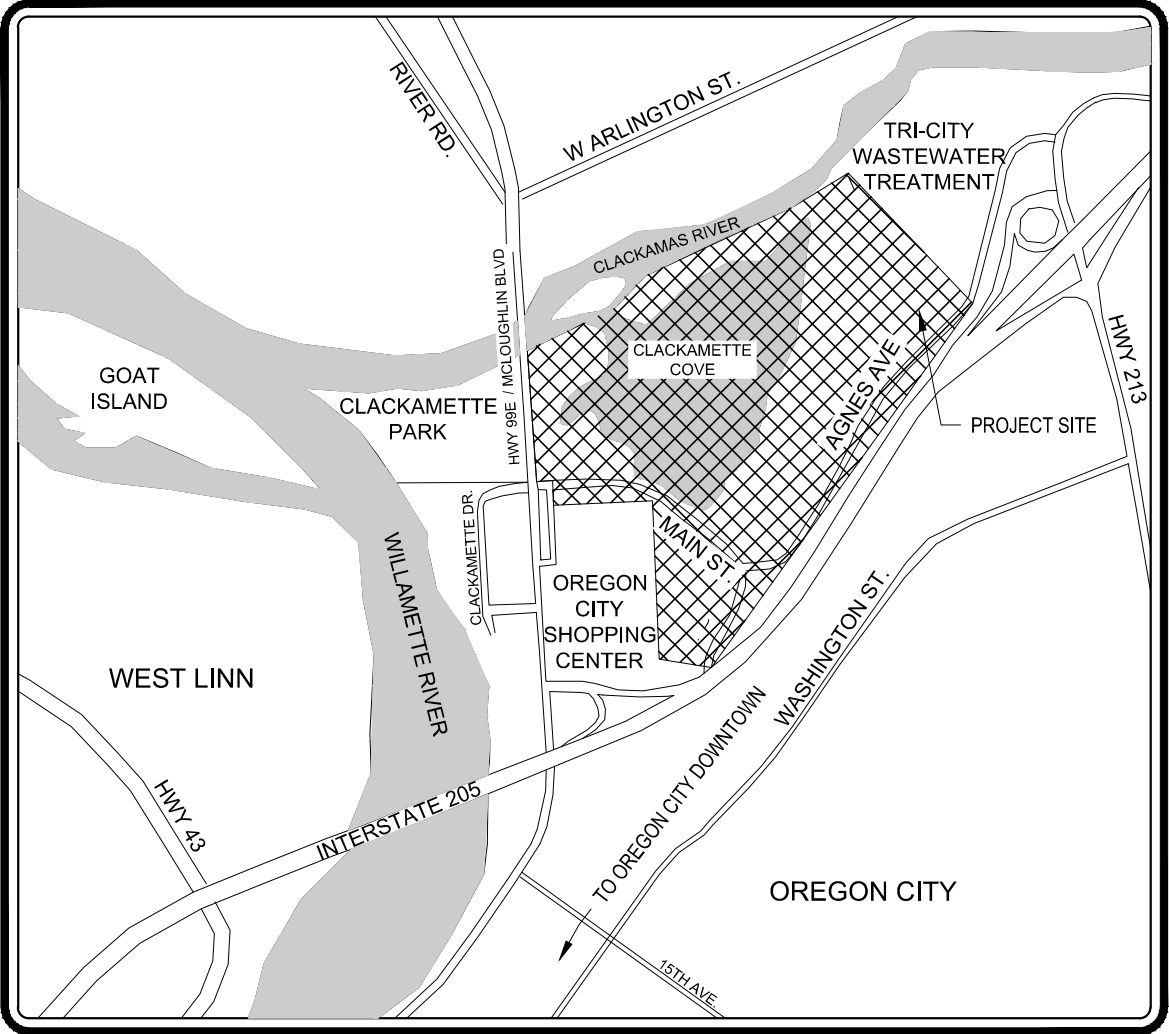 RIVER RD.
W ARLINGTON ST.
TRI-CITY
WASTEWATER
TREATMENT
CLACKAMAS RIVER
HWY 99E / MCLOUGHLIN BLVD
CLACKAMETTE
COVE
HWY 213
GOAT
ISLAND
CLACKAMETTE
PARK
AGNES AVE
PROJECT SITE
CLACKAMETTE DR.
MAIN ST.
WILLAMETTE RIVER
OREGON
CITY
SHOPPING
CENTER
WASHINGTON ST.
WEST LINN
TO OREGON CITY DOWNTOWN
HWY 43
INTERSTATE 205
OREGON CITY
15TH AVE.